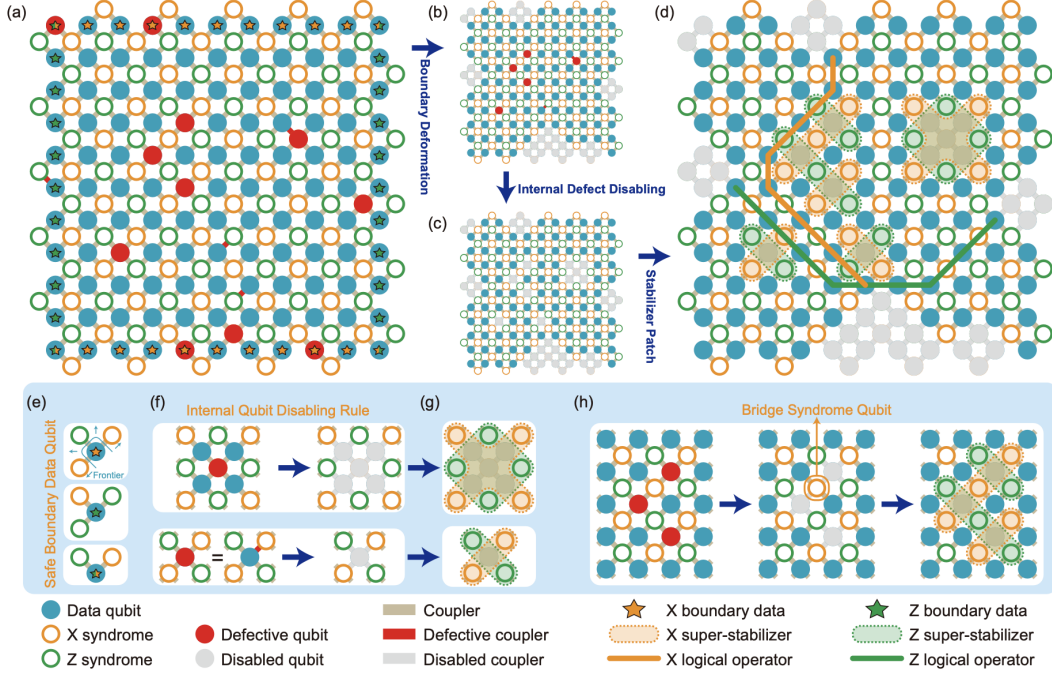 (a)
(b)
Boundary Deformation
Internal Defect Disabling
(c)
Stabilizer Patch
(d)
(e)
Safe Boundary Data Qubit
Frontier
(f)
Internal Qubit Disabling Rule
=
(g)
(h)
Bridge Syndrome Qubit
Data qubit
Coupler
X boundary data
Z boundary data
X syndrome
Defective qubit
Defective coupler
X super-stabilizer
Z super-stabilizer
Z syndrome
Disabled qubit
Disabled coupler
X logical operator
Z logical operator